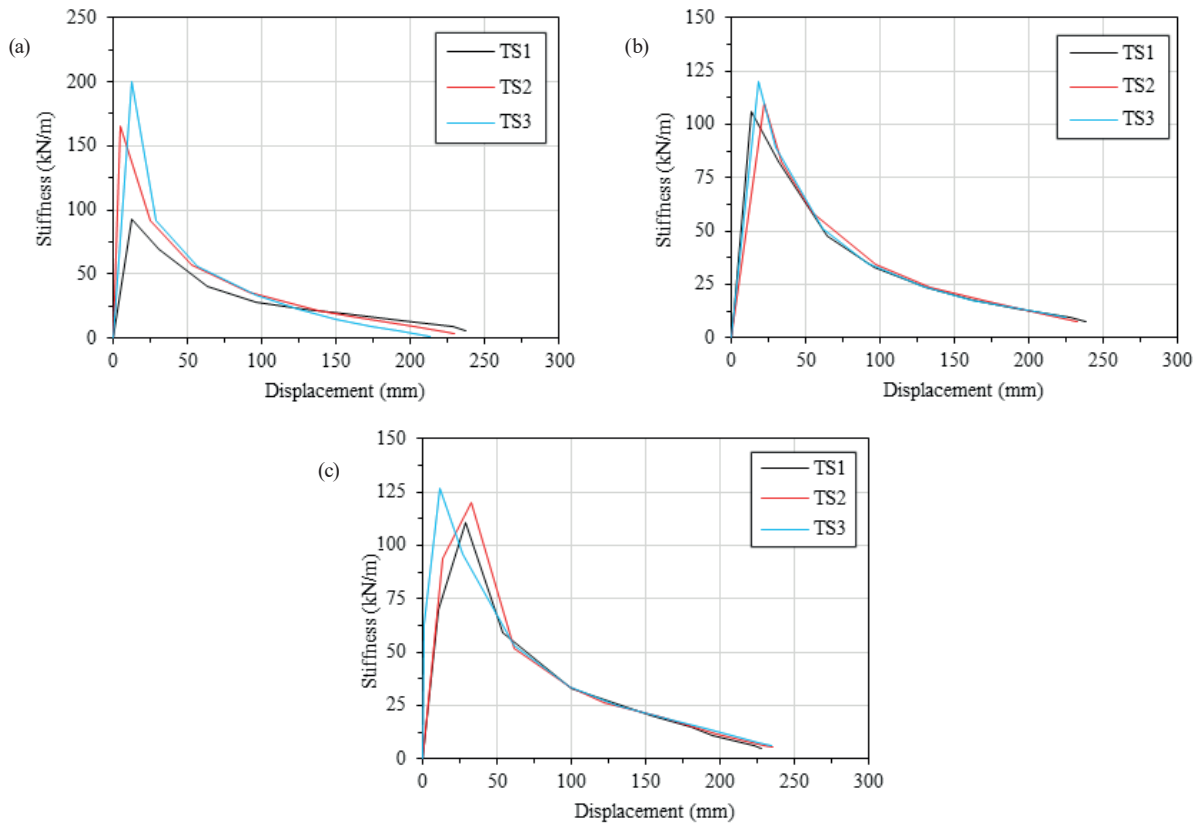 (a)
Stiffness (kN/m)
250
200
150
100
50
0
0 50 100 150 200 250 300
Displacement (mm)
TS1
TS2
TS3
(b)
Stiffness (kN/m)
150
125
100
75
50
25
0
0 50 100 150 200 250 300
Displacement (mm)
TS1
TS2
TS3
(c)
Stiffness (kN/m)
150
125
100
75
50
25
0
0 50 100 150 200 250 300
Displacement (mm)
TS1
TS2
TS3